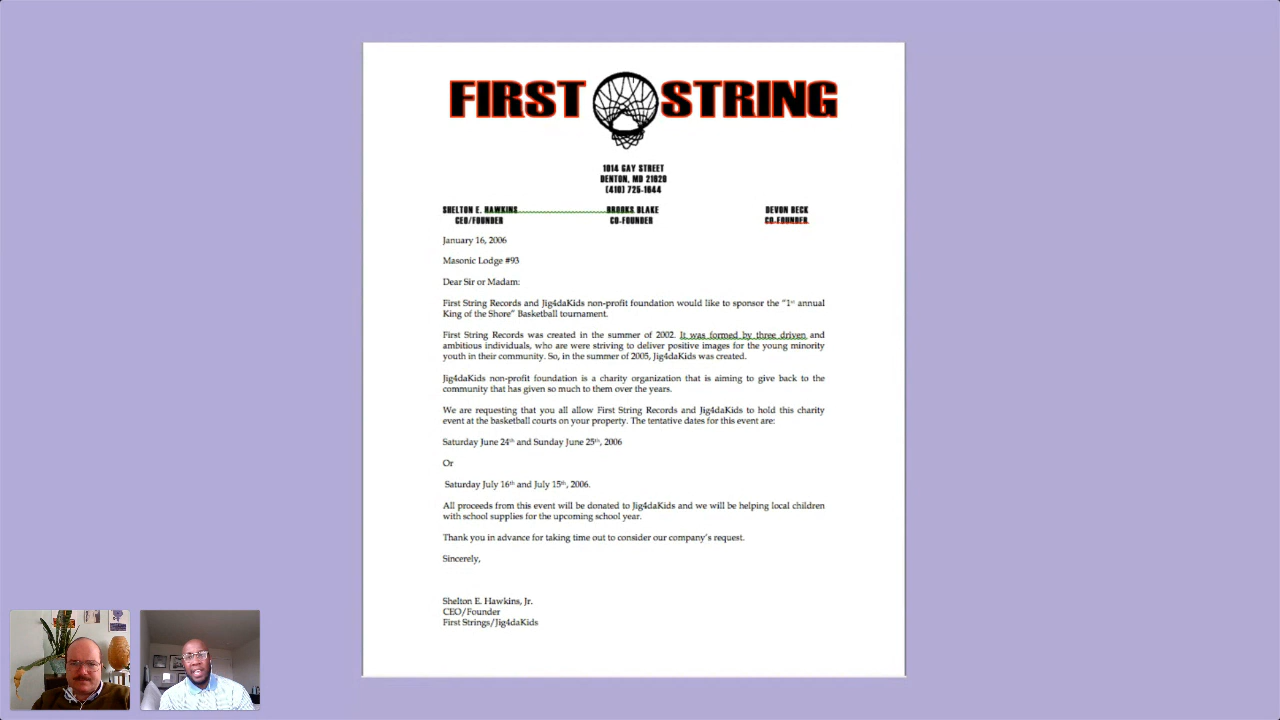 FIRST STRING
1014 GAY STREET
DENTON, MD 21629
(410) 725-1644
SHELTON E. HAWKINS BROOKS BLAKE DEVON BECK
CEO/FOUNDER CO-FOUNDER CO-FOUNDER
January 16, 2006
Masonic Lodge #93
Dear Sir or Madam:
First String Records and Jig4daKids non-profit foundation would like to sponsor the “1st annual
King of the Shore” Basketball tournament.
First String Records was created in the summer of 2002. It was formed by three driven and
ambitious individuals, who are were striving to deliver positive images for the young minority
youth in their community. So, in the summer of 2005, Jig4daKids was created.
Jig4daKids non-profit foundation is a charity organization that is aiming to give back to the
community that has given so much to them over the years.
We are requesting that you all allow First String Records and Jig4daKids to hold this charity
event at the basketball courts on your property. The tentative dates for this event are:
Saturday June 24th and Sunday June 25th, 2006
Or
Saturday July 16th and July 15th, 2006.
All proceeds from this event will be donated to Jig4daKids and we will be helping local children
with school supplies for the upcoming school year.
Thank you in advance for taking time out to consider our company’s request.
Sincerely,
Shelton E. Hawkins, Jr.
CEO/Founder
First Strings/Jig4daKids